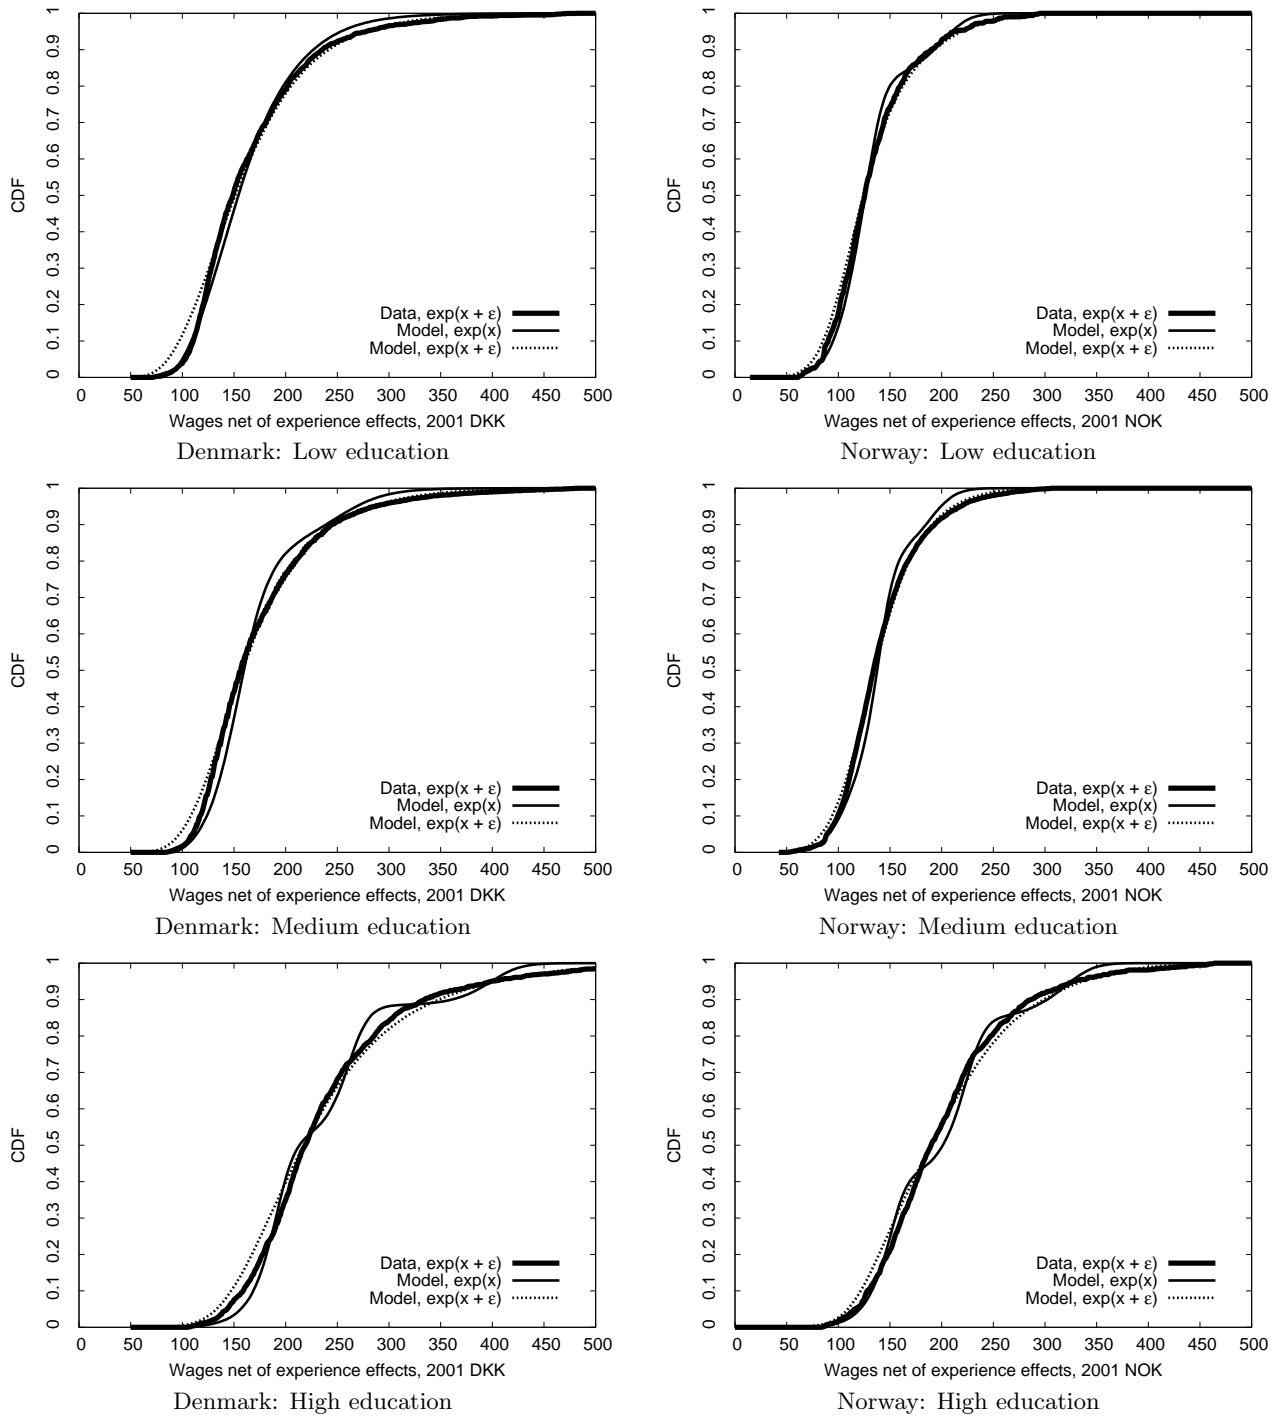 CDF
1
0.9
0.8
0.7
0.6
0.5
0.4
0.3
0.2
0.1
0
Data, exp(x + ε)
Model, exp(x)
Model, exp(x + ε)
0 50 100 150 200 250 300 350 400 450 500
Wages net of experience effects, 2001 DKK
Denmark: Low education
CDF
1
0.9
0.8
0.7
0.6
0.5
0.4
0.3
0.2
0.1
0
Data, exp(x + ε)
Model, exp(x)
Model, exp(x + ε)
0 50 100 150 200 250 300 350 400 450 500
Wages net of experience effects, 2001 NOK
Norway: Low education
CDF
1
0.9
0.8
0.7
0.6
0.5
0.4
0.3
0.2
0.1
0
Data, exp(x + ε)
Model, exp(x)
Model, exp(x + ε)
0 50 100 150 200 250 300 350 400 450 500
Wages net of experience effects, 2001 DKK
Denmark: Medium education
CDF
1
0.9
0.8
0.7
0.6
0.5
0.4
0.3
0.2
0.1
0
Data, exp(x + ε)
Model, exp(x)
Model, exp(x + ε)
0 50 100 150 200 250 300 350 400 450 500
Wages net of experience effects, 2001 NOK
Norway: Medium education
CDF
1
0.9
0.8
0.7
0.6
0.5
0.4
0.3
0.2
0.1
0
Data, exp(x + ε)
Model, exp(x)
Model, exp(x + ε)
0 50 100 150 200 250 300 350 400 450 500
Wages net of experience effects, 2001 DKK
Denmark: High education
CDF
1
0.9
0.8
0.7
0.6
0.5
0.4
0.3
0.2
0.1
0
Data, exp(x + ε)
Model, exp(x)
Model, exp(x + ε)
0 50 100 150 200 250 300 350 400 450 500
Wages net of experience effects, 2001 NOK
Norway: High education